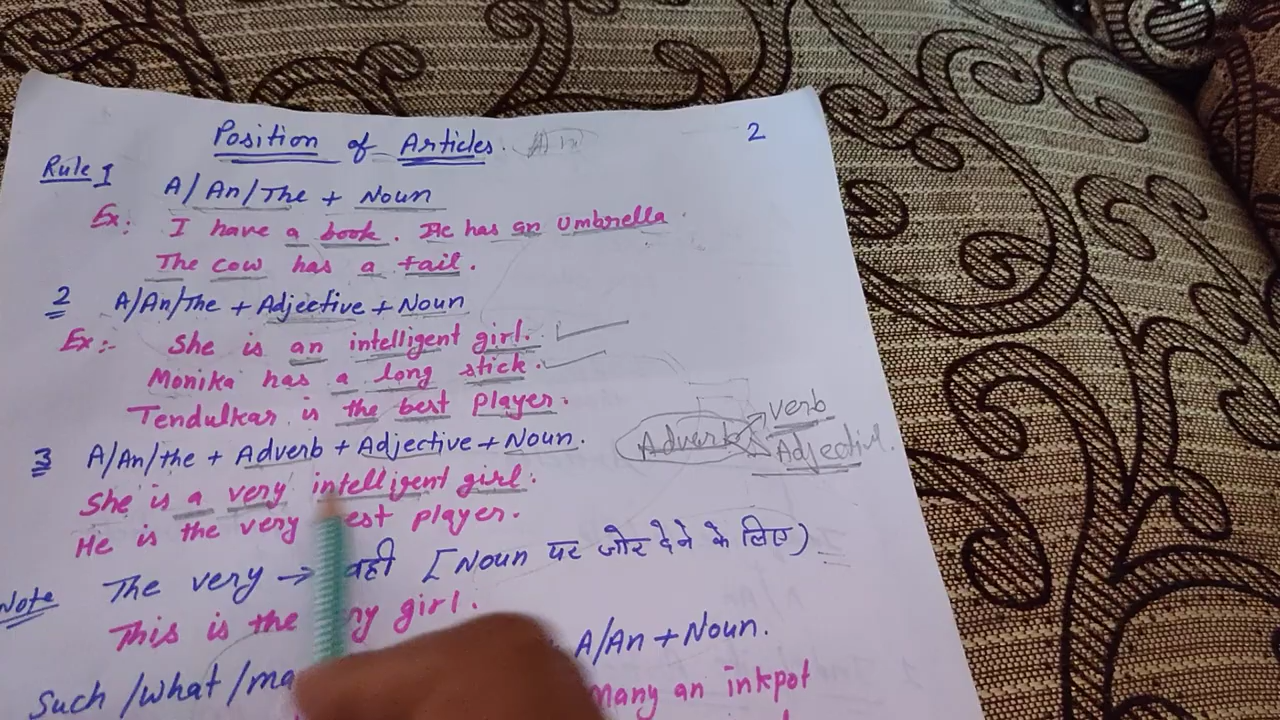 Position of Articles. 2
Rule 1
A/An/The + Noun
Ex: I have a book. He has an umbrella.
The cow has a tail.
2 A/An/The + Adjective + Noun
Ex:- She is an intelligent girl.
Monika has a long stick.
Tendulkar is the best player.
3 A/An/the + Adverb + Adjective + Noun.
Adverb verb
Adjective.
She is a very intelligent girl.
He is the very player.
Note The very → वही [Noun पर जोर देने के लिए)
This is the girl.
Such/what/ A/An + Noun.
Many an inkpot